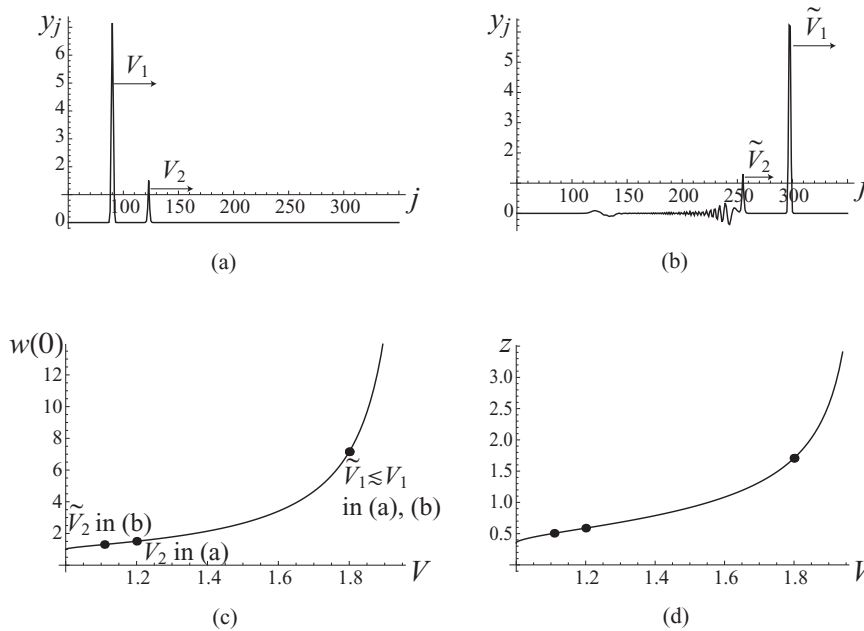 y_j
6
5
4
3
2
1
0
V_1
V_2
100 150 200 250 300
j
(a)
y_j
6
5
4
3
2
1
0
Ṽ_1
Ṽ_2
100 150 200 250 300
j
(b)
w(0)
12
10
8
6
4
2
Ṽ_1≲V_1
in (a), (b)
Ṽ_2 in (b)
V_2 in (a)
1.2 1.4 1.6 1.8
V
(c)
z
3.0
2.5
2.0
1.5
1.0
0.5
1.2 1.4 1.6 1.8
V
(d)